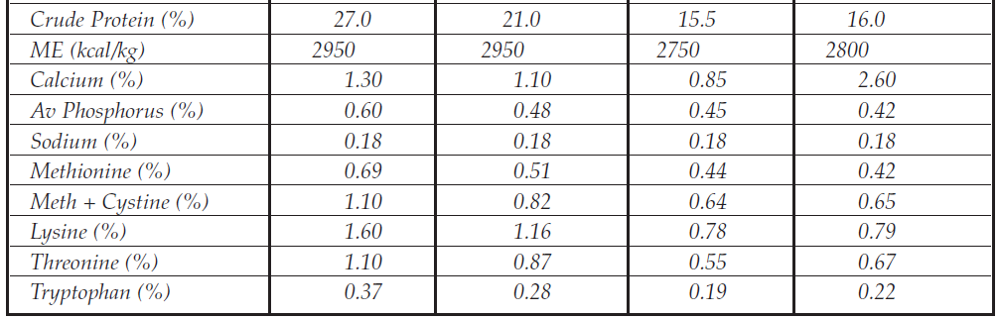 Crude Protein (%) 27.0 21.0 15.5 16.0
ME (kcal/kg) 2950 2950 2750 2800
Calcium (%) 1.30 1.10 0.85 2.60
Av Phosphorus (%) 0.60 0.48 0.45 0.42
Sodium (%) 0.18 0.18 0.18 0.18
Methionine (%) 0.69 0.51 0.44 0.42
Meth + Cystine (%) 1.10 0.82 0.64 0.65
Lysine (%) 1.60 1.16 0.78 0.79
Threonine (%) 1.10 0.87 0.55 0.67
Tryptophan (%) 0.37 0.28 0.19 0.22